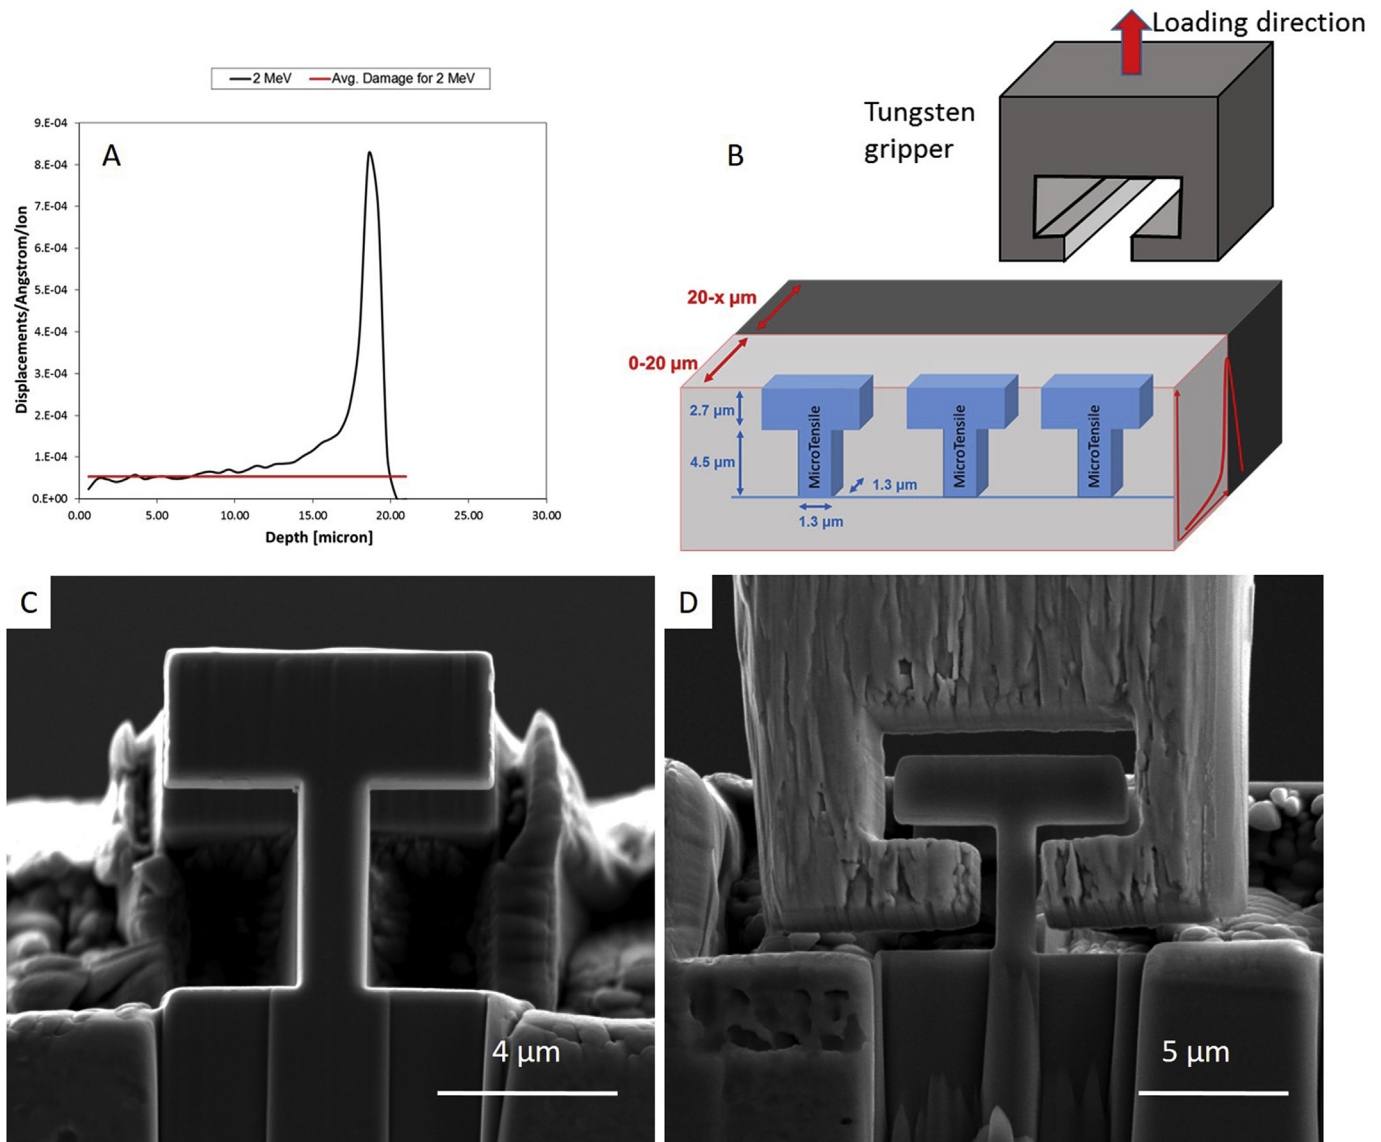 2 MeV
Avg. Damage for 2 MeV
A
9.E-04
8.E-04
7.E-04
6.E-04
5.E-04
4.E-04
3.E-04
2.E-04
1.E-04
0.E+00
Displacements/Angstrom/Ion
0.00 5.00 10.00 15.00 20.00 25.00 30.00
Depth [micron]
B
Loading direction
Tungsten
gripper
20-x μm
0-20 μm
2.7 μm
4.5 μm
MicroTensile
MicroTensile
MicroTensile
1.3 μm
1.3 μm
C
4 μm
D
5 μm